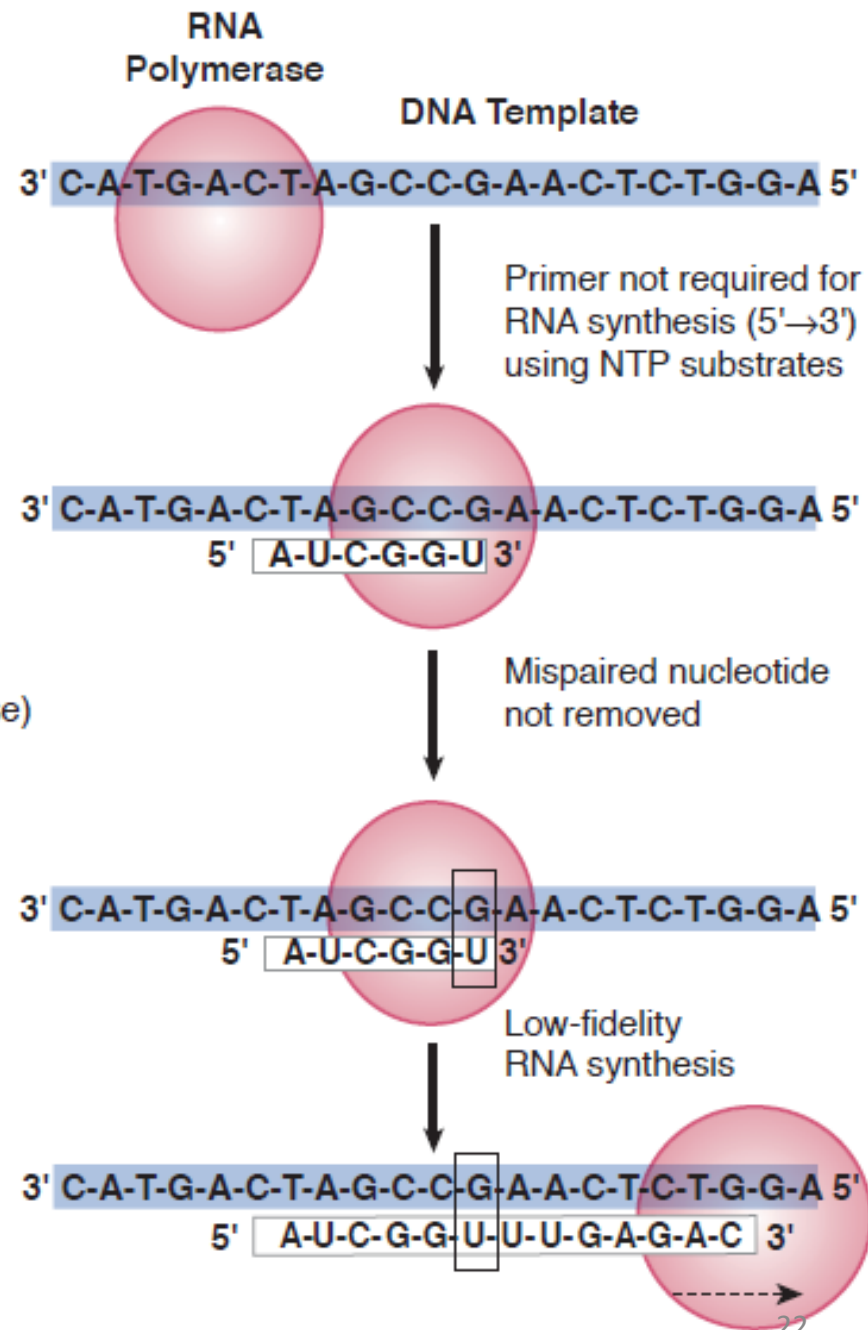 RNA
Polymerase
DNA Template
3' C-A-T-G-A-C-T-A-G-C-C-G-A-A-C-T-C-T-G-G-A 5'
Primer not required for
RNA synthesis (5'→3')
using NTP substrates
3' C-A-T-G-A-C-T-A-G-C-C-G-A-A-C-T-C-T-G-G-A 5'
5' A-U-C-G-G-U 3'
Mispaired nucleotide
not removed
e)
3' C-A-T-G-A-C-T-A-G-C-C-G-A-A-C-T-C-T-G-G-A 5'
5' A-U-C-G-G-U 3'
Low-fidelity
RNA synthesis
3' C-A-T-G-A-C-T-A-G-C-C-G-A-A-C-T-C-T-G-G-A 5'
5' A-U-C-G-G-U-U-U-G-A-G-A-C 3'